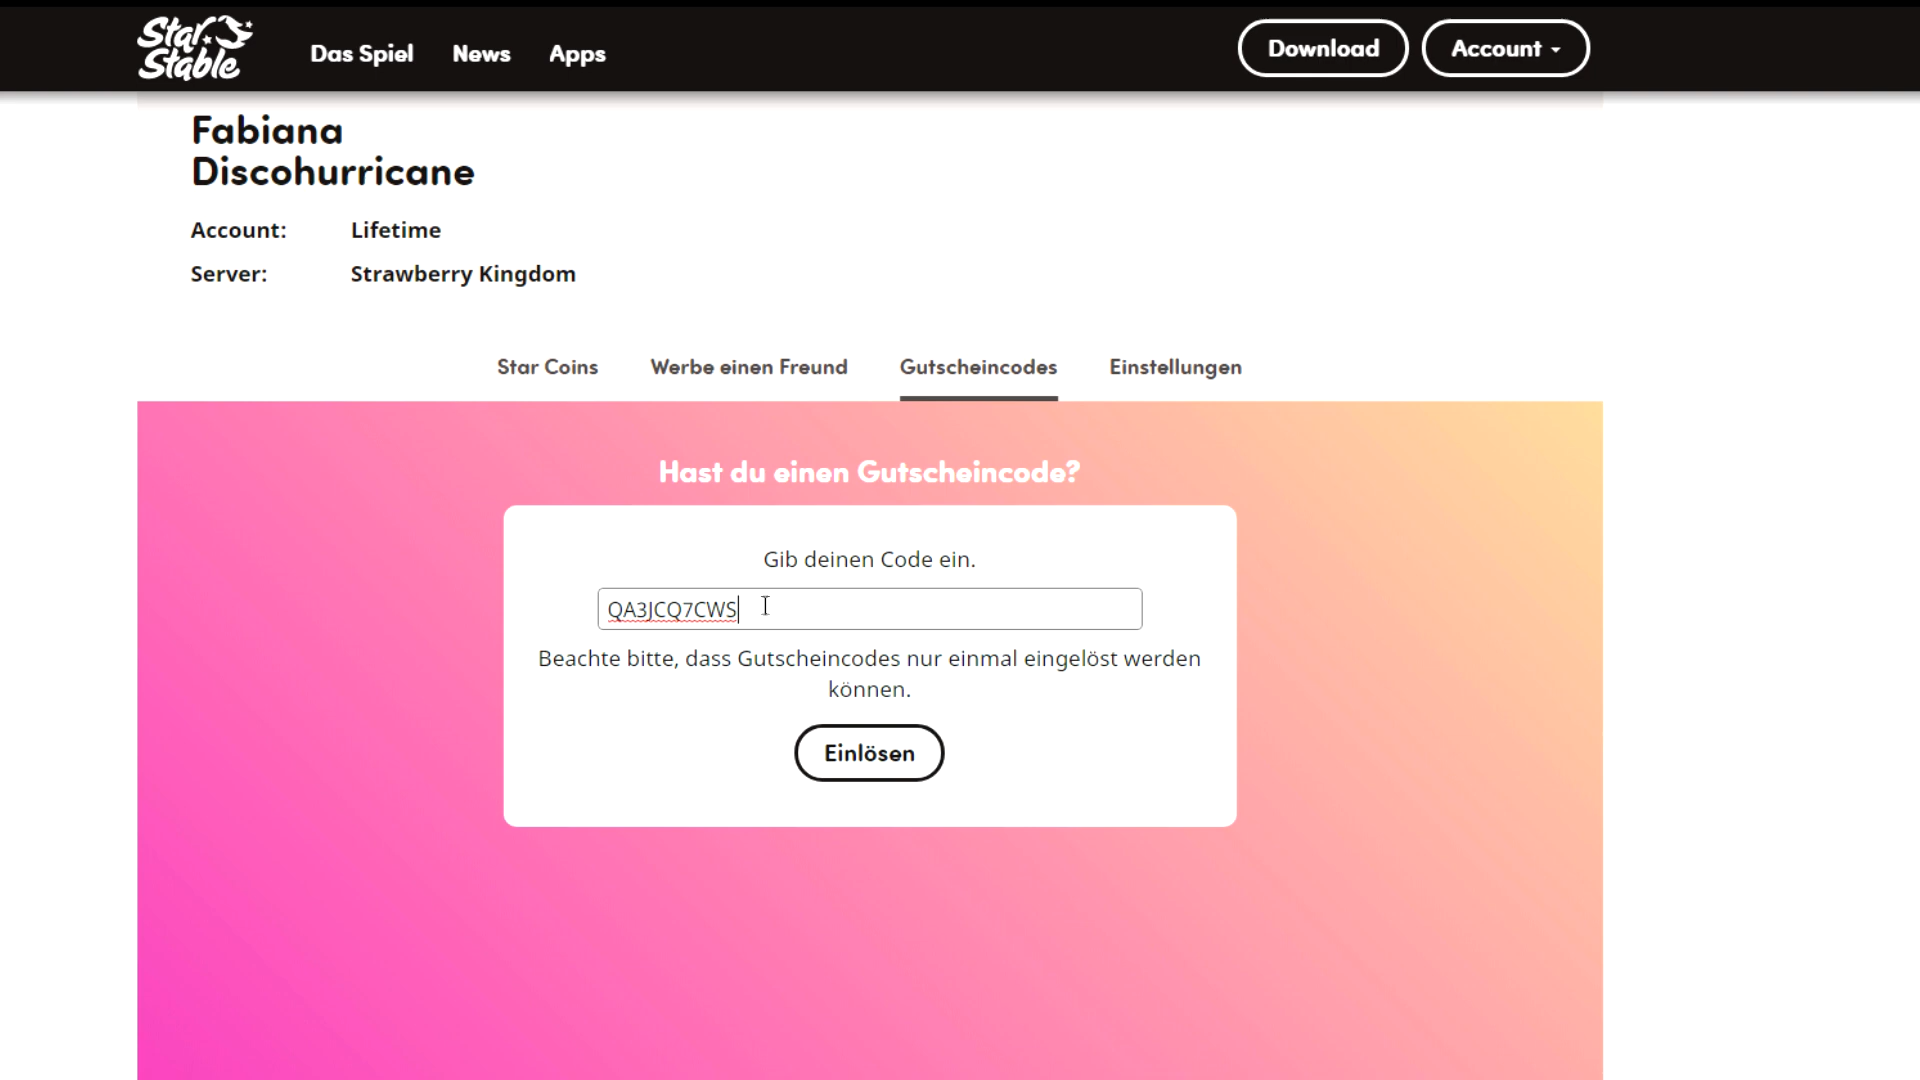 Star Stable
Das Spiel News Apps Download Account
Fabiana
Discohurricane
Account: Lifetime
Server: Strawberry Kingdom
Star Coins Werbe einen Freund Gutscheincodes Einstellungen
Hast du einen Gutscheincode?
Gib deinen Code ein.
QA3JCQ7CWS
Beachte bitte, dass Gutscheincodes nur einmal eingelöst werden
können.
Einlösen